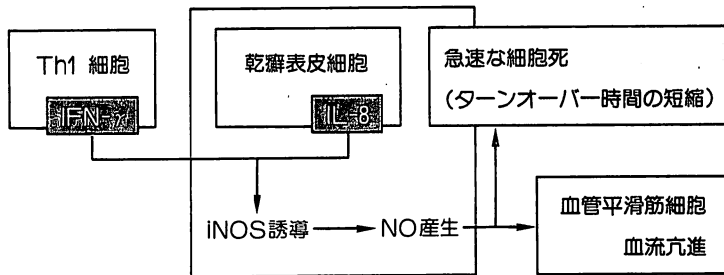 Th1 細胞
IFN-γ
乾癬表皮細胞
IL-8
急速な細胞死
(ターンオーバー時間の短縮)
iNOS誘導
NO産生
血管平滑筋細胞
血流亢進